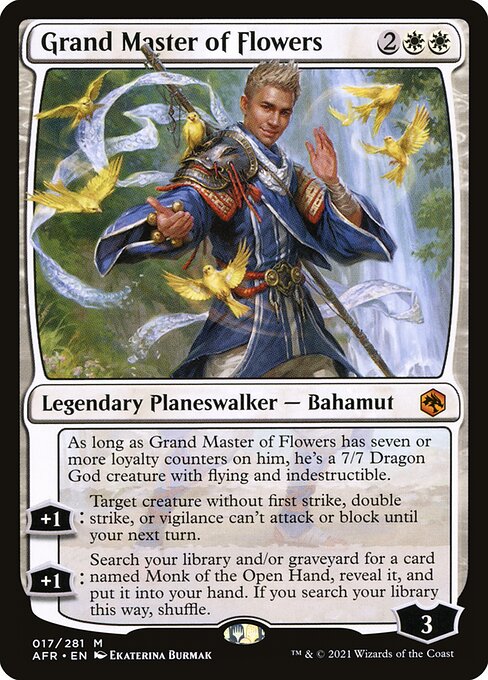 Grand Master of Flowers 2
Legendary Planeswalker — Bahamut
As long as Grand Master of Flowers has seven or
more loyalty counters on him, he's a 7/7 Dragon
God creature with flying and indestructible.
+1: Target creature without first strike, double
strike, or vigilance can't attack or block until
your next turn.
+1: Search your library and/or graveyard for a card
named Monk of the Open Hand, reveal it, and
put it into your hand. If you search your library
this way, shuffle.
3
017/281 M
AFR • EN Ekaterina Burmak
™ & © 2021 Wizards of the Coast